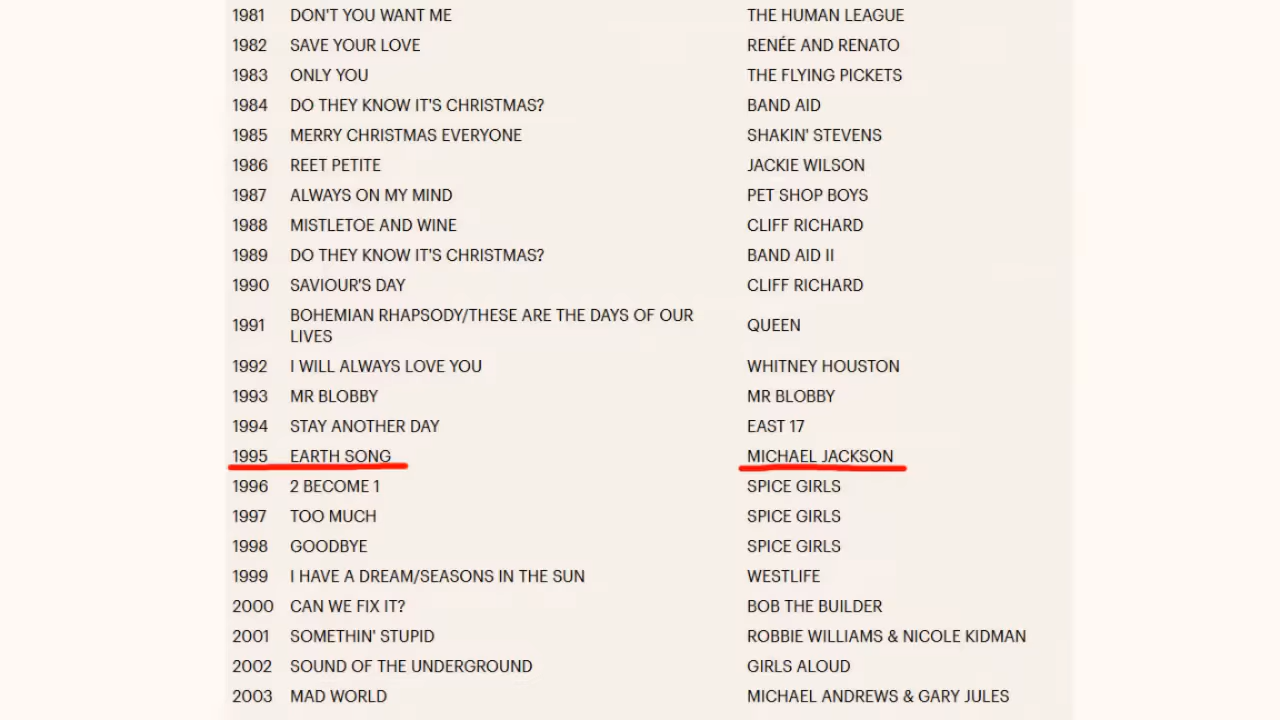 1981 DON'T YOU WANT ME THE HUMAN LEAGUE
1982 SAVE YOUR LOVE RENÉE AND RENATO
1983 ONLY YOU THE FLYING PICKETS
1984 DO THEY KNOW IT'S CHRISTMAS? BAND AID
1985 MERRY CHRISTMAS EVERYONE SHAKIN' STEVENS
1986 REET PETITE JACKIE WILSON
1987 ALWAYS ON MY MIND PET SHOP BOYS
1988 MISTLETOE AND WINE CLIFF RICHARD
1989 DO THEY KNOW IT'S CHRISTMAS? BAND AID II
1990 SAVIOUR'S DAY CLIFF RICHARD
1991 BOHEMIAN RHAPSODY/THESE ARE THE DAYS OF OUR
LIVES QUEEN
1992 I WILL ALWAYS LOVE YOU WHITNEY HOUSTON
1993 MR BLOBBY MR BLOBBY
1994 STAY ANOTHER DAY EAST 17
1995 EARTH SONG MICHAEL JACKSON
1996 2 BECOME 1 SPICE GIRLS
1997 TOO MUCH SPICE GIRLS
1998 GOODBYE SPICE GIRLS
1999 I HAVE A DREAM/SEASONS IN THE SUN WESTLIFE
2000 CAN WE FIX IT? BOB THE BUILDER
2001 SOMETHIN' STUPID ROBBIE WILLIAMS & NICOLE KIDMAN
2002 SOUND OF THE UNDERGROUND GIRLS ALOUD
2003 MAD WORLD MICHAEL ANDREWS & GARY JULES